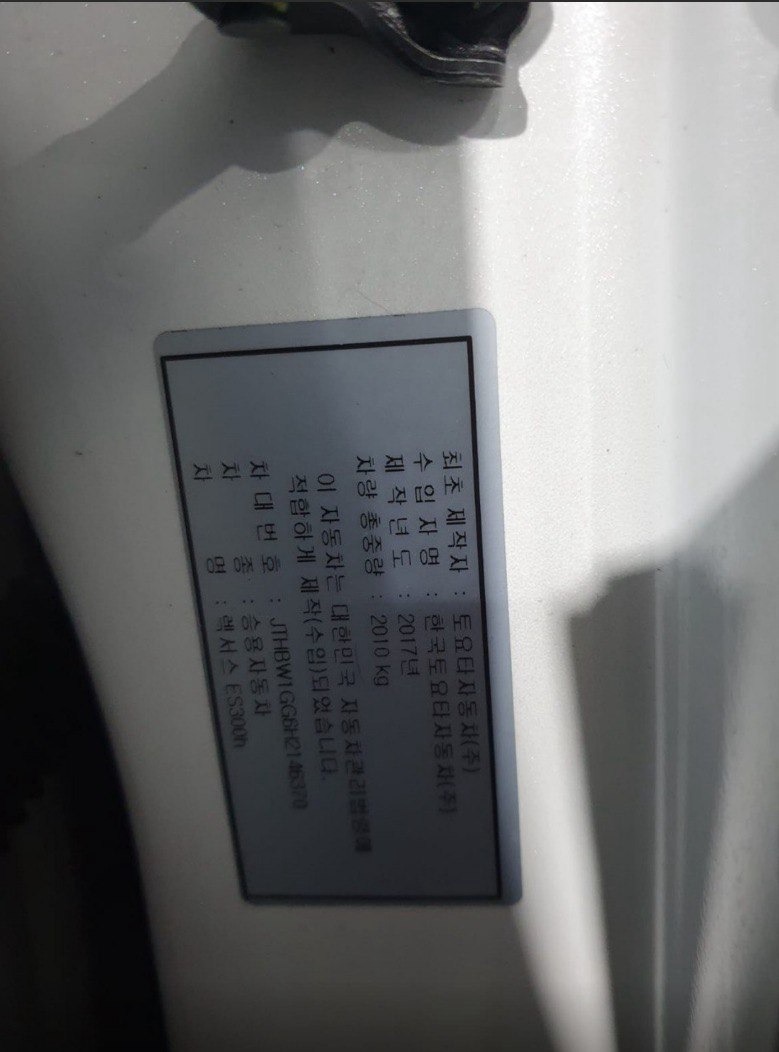 최초 제작자 : 토요타자동차(주)
수입자명 : 한국토요타자동차(주)
제작년도 : 2017년
차량 총중량 : 2010 kg
이 자동차는 대한민국 자동차관리법령에
적합하게 제작(수입)되었습니다.
차대번호 : JTHBW1GG6H2146370
차종 : 승용자동차
차명 : 렉서스 ES300h